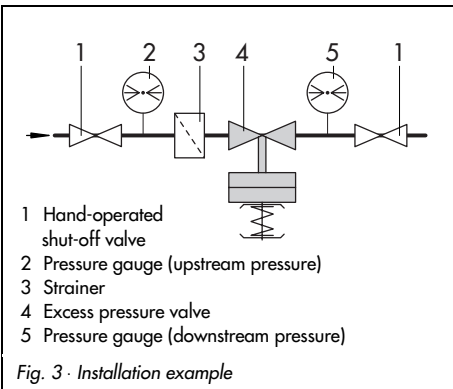 1 2 3 4 5 1
1 Hand-operated
shut-off valve
2 Pressure gauge (upstream pressure)
3 Strainer
4 Excess pressure valve
5 Pressure gauge (downstream pressure)
Fig. 3 · Installation example